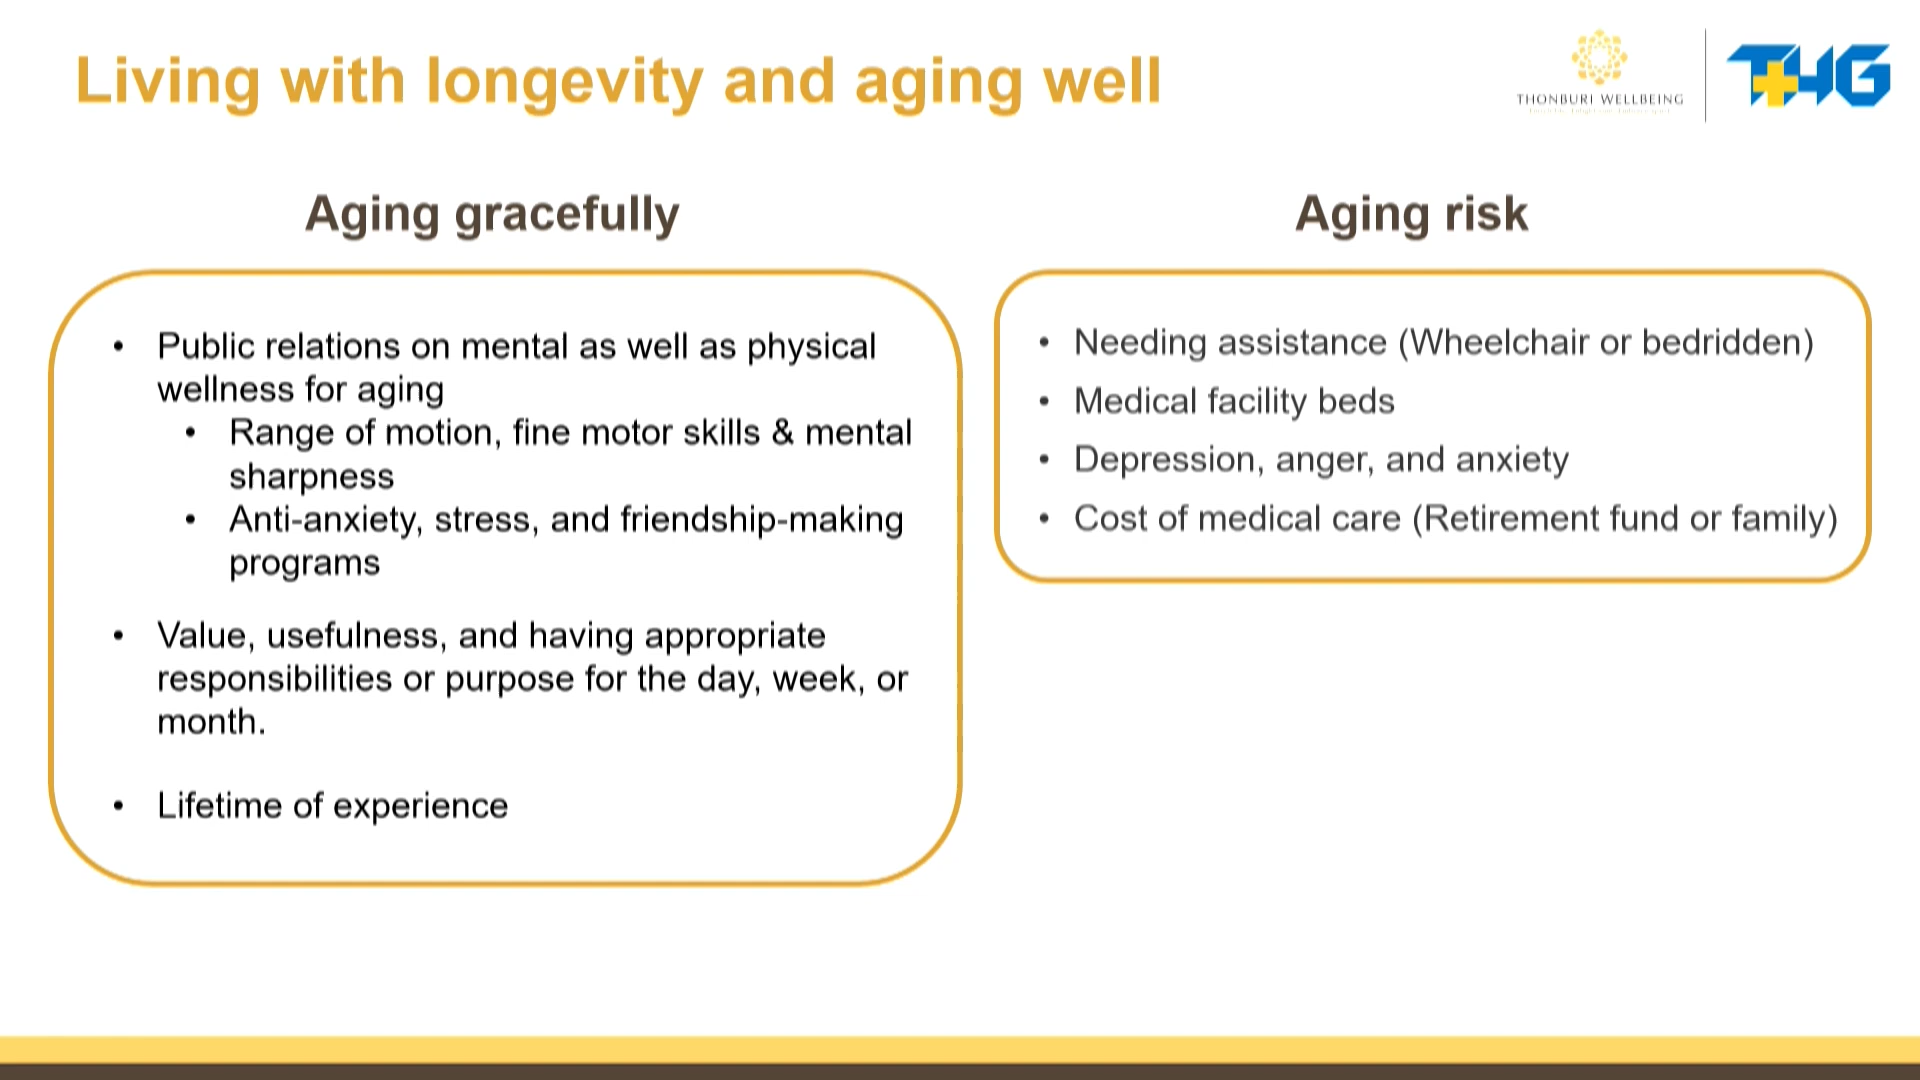 Living with longevity and aging well
THONBURI WELLBEING
THG
Aging gracefully
• Public relations on mental as well as physical
wellness for aging
• Range of motion, fine motor skills & mental
sharpness
• Anti-anxiety, stress, and friendship-making
programs
• Value, usefulness, and having appropriate
responsibilities or purpose for the day, week, or
month.
• Lifetime of experience
Aging risk
• Needing assistance (Wheelchair or bedridden)
• Medical facility beds
• Depression, anger, and anxiety
• Cost of medical care (Retirement fund or family)